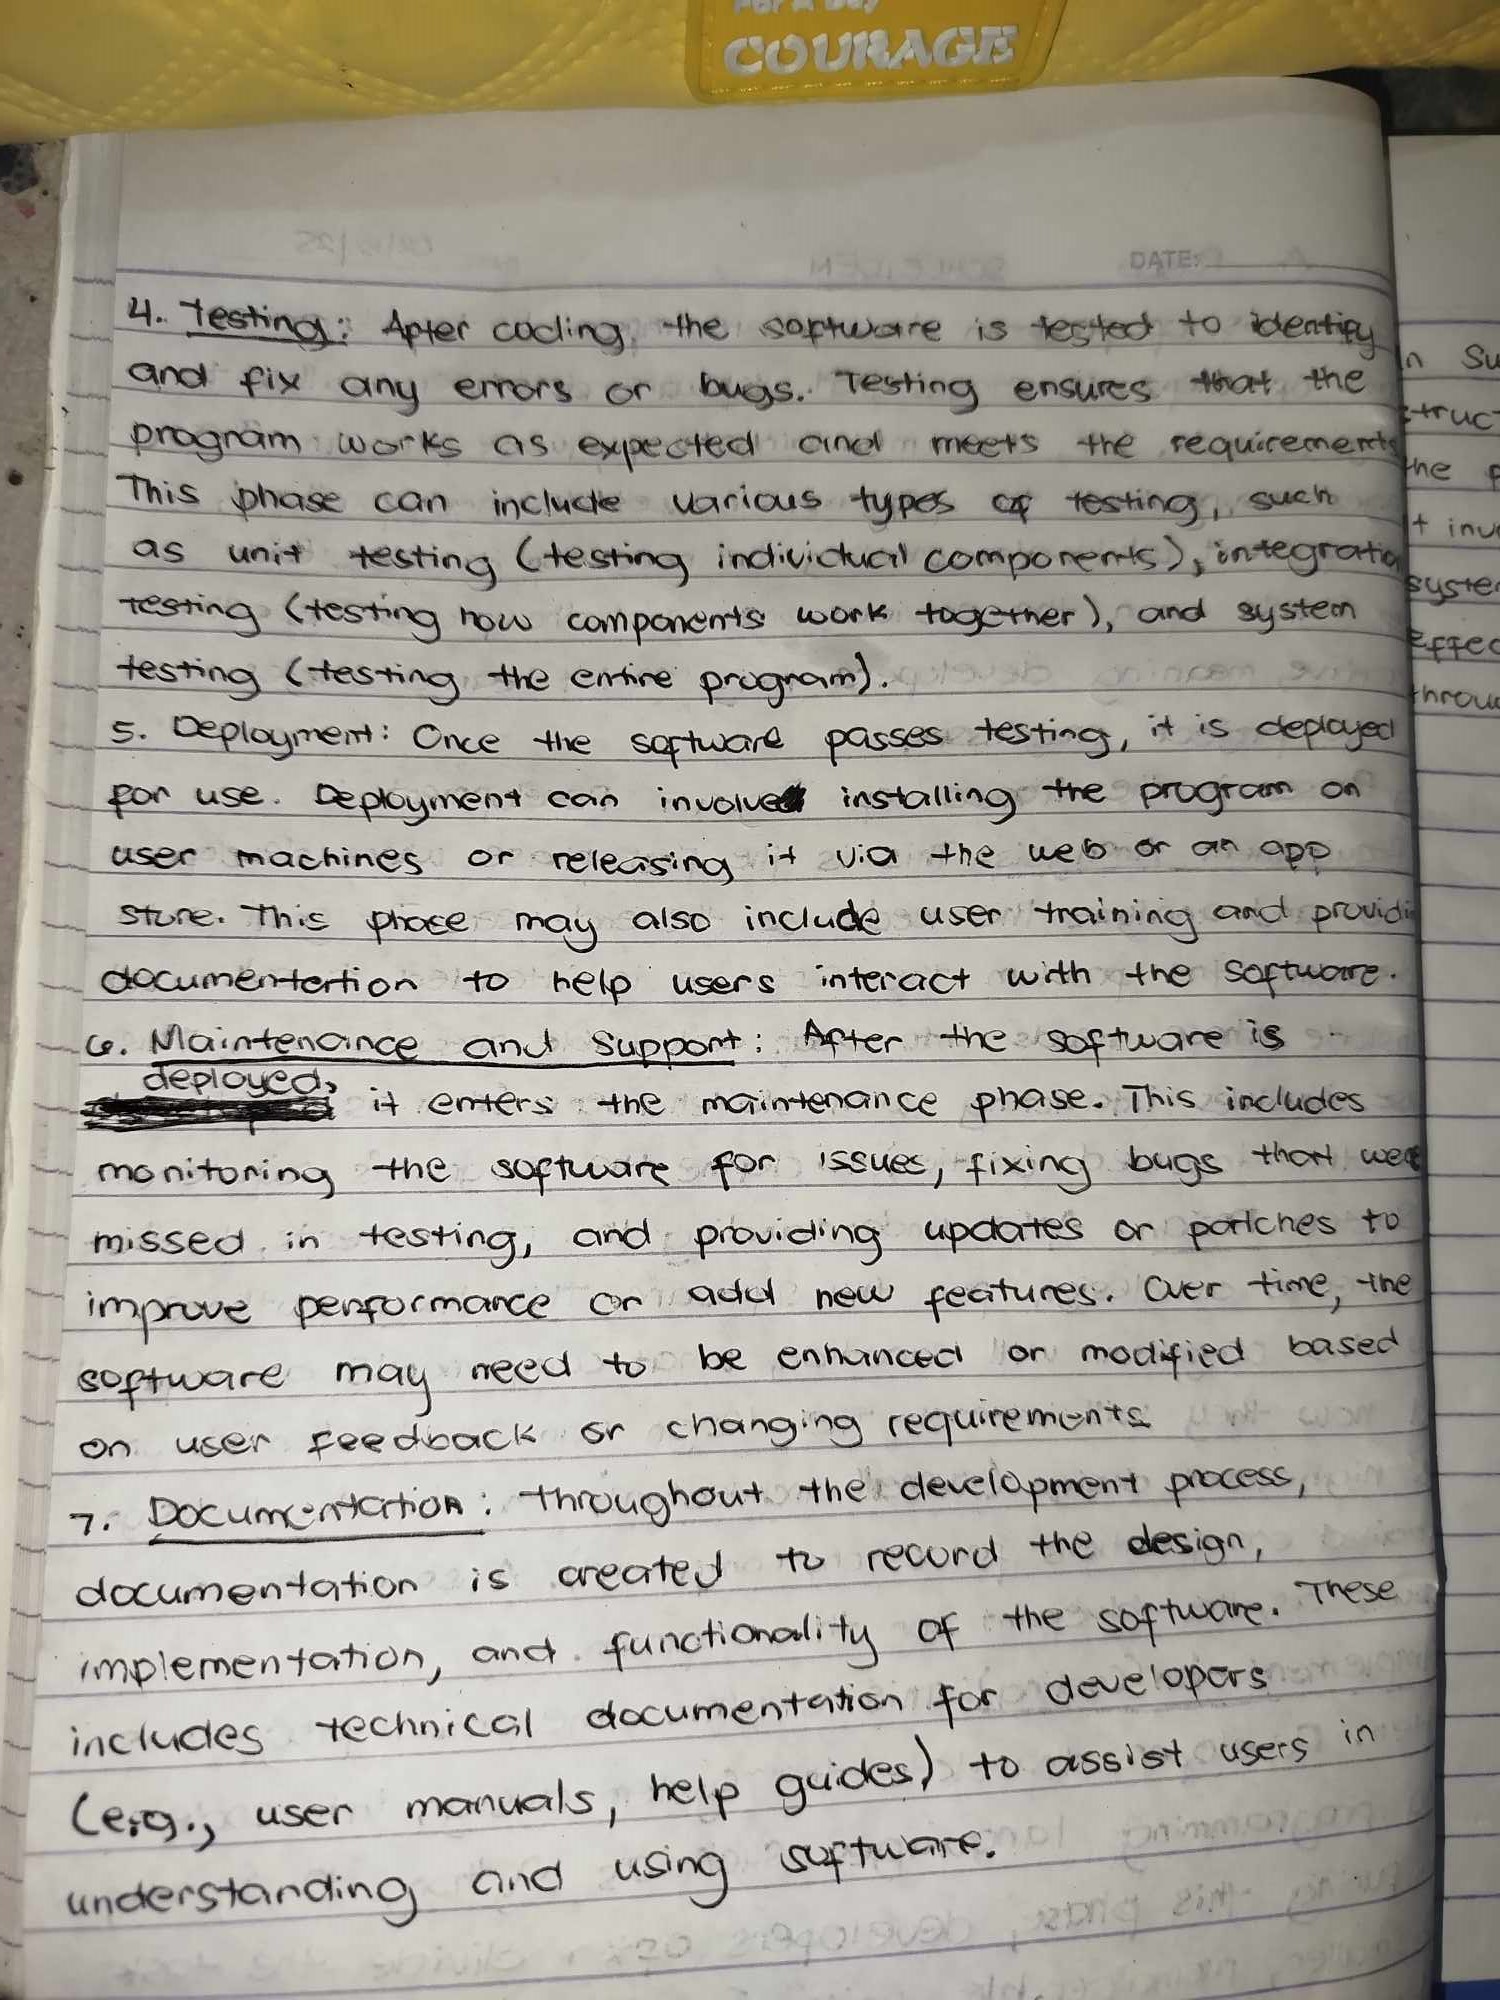 For A Day
COURAGE
DATE:
4. Testing: After coding, the software is tested to identify
and fix any errors or bugs. Testing ensures that the
program works as expected and meets the requirements
This phase can include various types of testing, such
as unit testing (testing individual components), integratio
testing (testing how components work together), and system
testing (testing the entire program).
5. Deployment: Once the software passes testing, it is deployed
for use. Deployment can involve installing the program on
user machines or releasing it via the web or an app
store. This phase may also include user training and providi
documentation to help users interact with the software.
6. Maintenance and Support: After the software is
deployed, it enters the maintenance phase. This includes
monitoring the software for issues, fixing bugs that were
missed in testing, and providing updates or patches to
improve performance or add new features. Over time, the
software may need to be enhanced or modified based
on user feedback or changing requirements
7. Documentation: Throughout the development process,
documentation is created to record the design,
implementation, and functionality of the software. These
includes technical documentation for developers
(e.g., user manuals, help guides) to assist users in
understanding and using software.
n Su
truct
the p
t inv
syste
Effec
throu